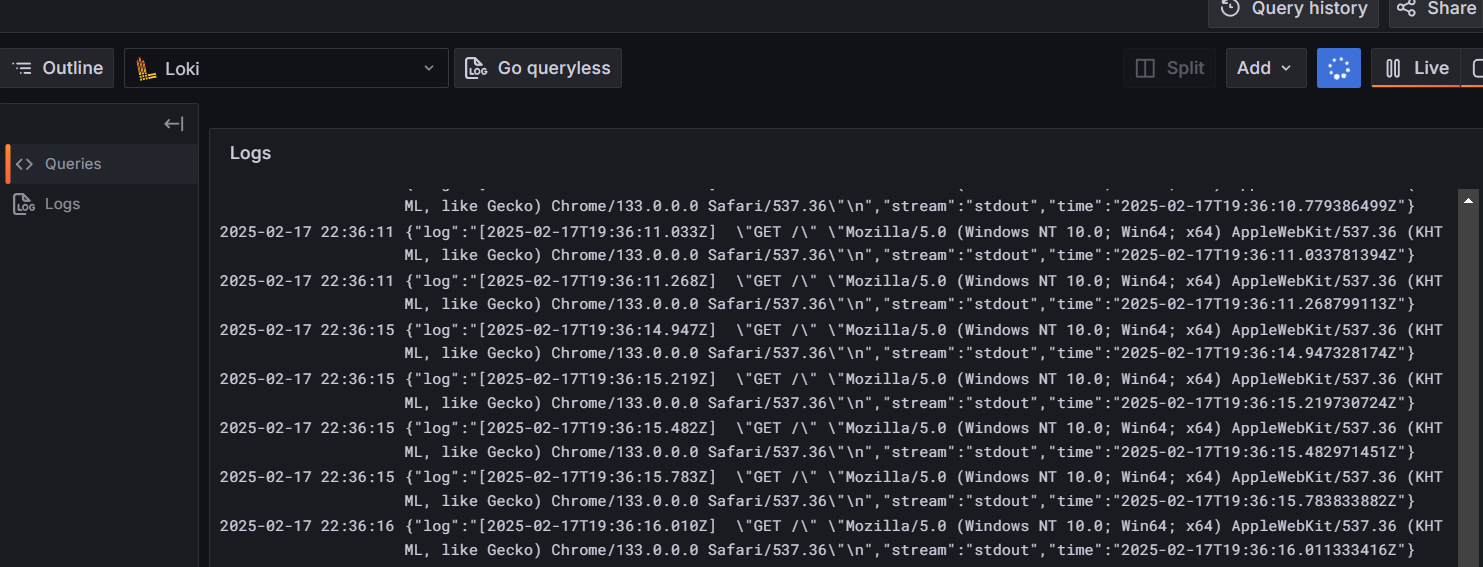 Query history
Share
Outline
Loki
LOG
Go queryless
Split
Add
Live
Queries
LOG
Logs
Logs
ML, like Gecko) Chrome/133.0.0.0 Safari/537.36\"\n","stream":"stdout","time":"2025-02-17T19:36:10.779386499Z"}
2025-02-17 22:36:11 {"log":"[2025-02-17T19:36:11.033Z]  \"GET /\" \"Mozilla/5.0 (Windows NT 10.0; Win64; x64) AppleWebKit/537.36 (KHT
ML, like Gecko) Chrome/133.0.0.0 Safari/537.36\"\n","stream":"stdout","time":"2025-02-17T19:36:11.033781394Z"}
2025-02-17 22:36:11 {"log":"[2025-02-17T19:36:11.268Z]  \"GET /\" \"Mozilla/5.0 (Windows NT 10.0; Win64; x64) AppleWebKit/537.36 (KHT
ML, like Gecko) Chrome/133.0.0.0 Safari/537.36\"\n","stream":"stdout","time":"2025-02-17T19:36:11.268799113Z"}
2025-02-17 22:36:15 {"log":"[2025-02-17T19:36:14.947Z]  \"GET /\" \"Mozilla/5.0 (Windows NT 10.0; Win64; x64) AppleWebKit/537.36 (KHT
ML, like Gecko) Chrome/133.0.0.0 Safari/537.36\"\n","stream":"stdout","time":"2025-02-17T19:36:14.947328174Z"}
2025-02-17 22:36:15 {"log":"[2025-02-17T19:36:15.219Z]  \"GET /\" \"Mozilla/5.0 (Windows NT 10.0; Win64; x64) AppleWebKit/537.36 (KHT
ML, like Gecko) Chrome/133.0.0.0 Safari/537.36\"\n","stream":"stdout","time":"2025-02-17T19:36:15.219730724Z"}
2025-02-17 22:36:15 {"log":"[2025-02-17T19:36:15.482Z]  \"GET /\" \"Mozilla/5.0 (Windows NT 10.0; Win64; x64) AppleWebKit/537.36 (KHT
ML, like Gecko) Chrome/133.0.0.0 Safari/537.36\"\n","stream":"stdout","time":"2025-02-17T19:36:15.482971451Z"}
2025-02-17 22:36:15 {"log":"[2025-02-17T19:36:15.783Z]  \"GET /\" \"Mozilla/5.0 (Windows NT 10.0; Win64; x64) AppleWebKit/537.36 (KHT
ML, like Gecko) Chrome/133.0.0.0 Safari/537.36\"\n","stream":"stdout","time":"2025-02-17T19:36:15.783833882Z"}
2025-02-17 22:36:16 {"log":"[2025-02-17T19:36:16.010Z]  \"GET /\" \"Mozilla/5.0 (Windows NT 10.0; Win64; x64) AppleWebKit/537.36 (KHT
ML, like Gecko) Chrome/133.0.0.0 Safari/537.36\"\n","stream":"stdout","time":"2025-02-17T19:36:16.011333416Z"}